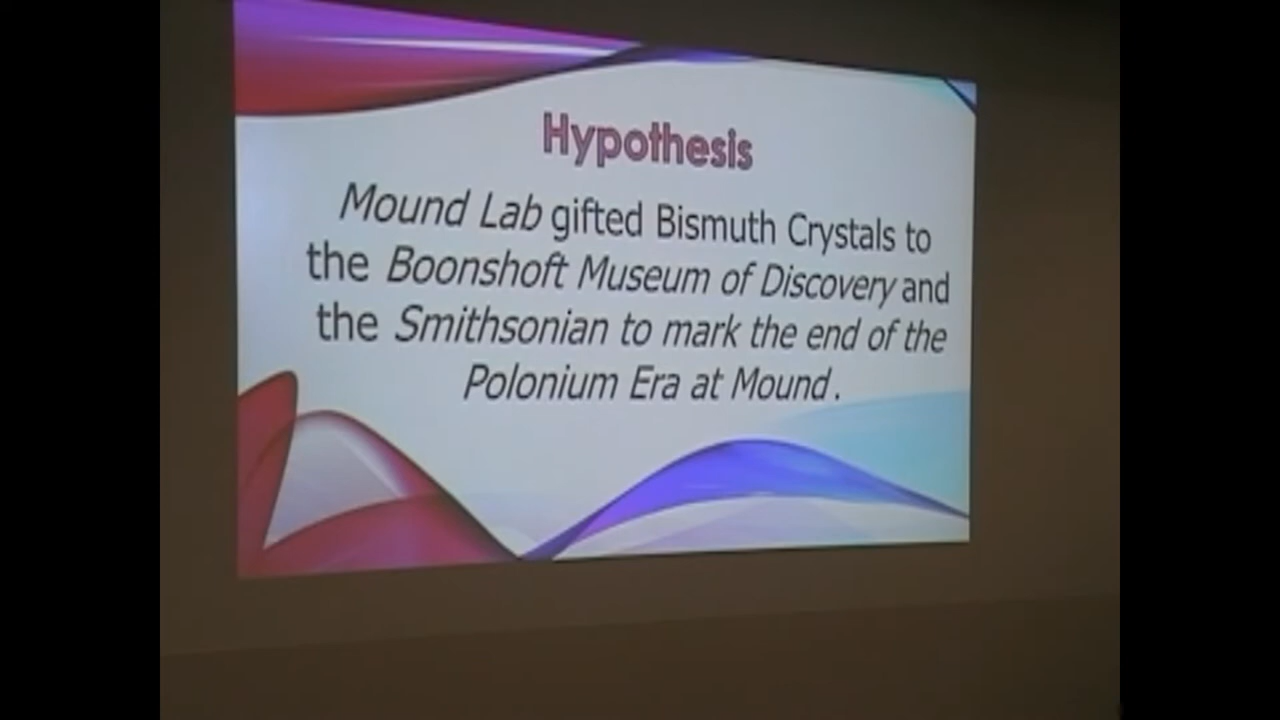 Hypothesis
Mound Lab gifted Bismuth Crystals to
the Boonshoft Museum of Discovery and
the Smithsonian to mark the end of the
Polonium Era at Mound.